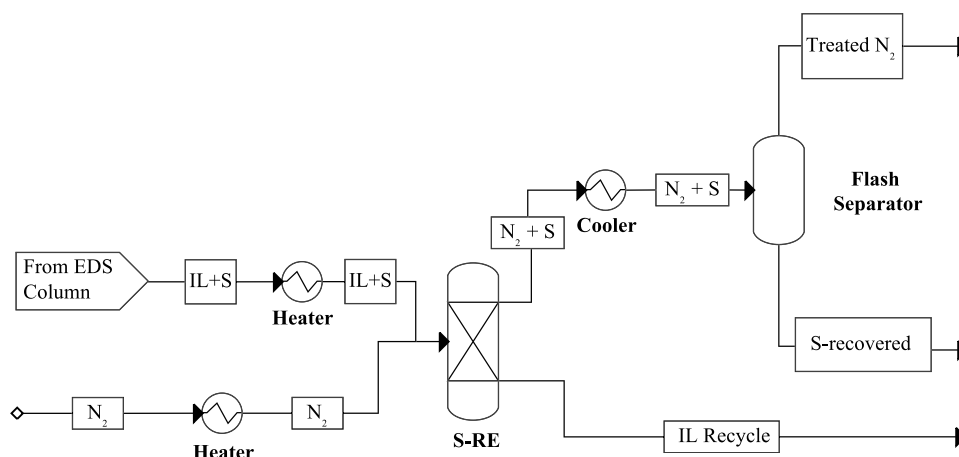 Treated N₂
N₂ + S
Flash
Separator
Cooler
N₂ + S
From EDS
Column
IL+S
IL+S
Heater
S-recovered
N₂
N₂
Heater
S-RE
IL Recycle